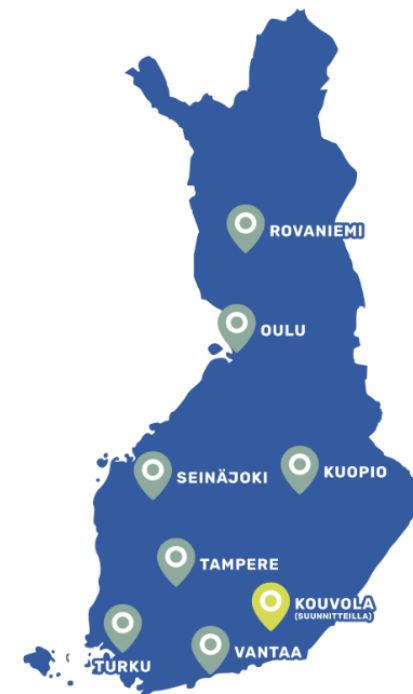 ROVANIEMI
OULU
SEINÄJOKI
KUOPIO
TAMPERE
KOUVOLA
(SUUNNITTEILLA)
TURKU
VANTAA